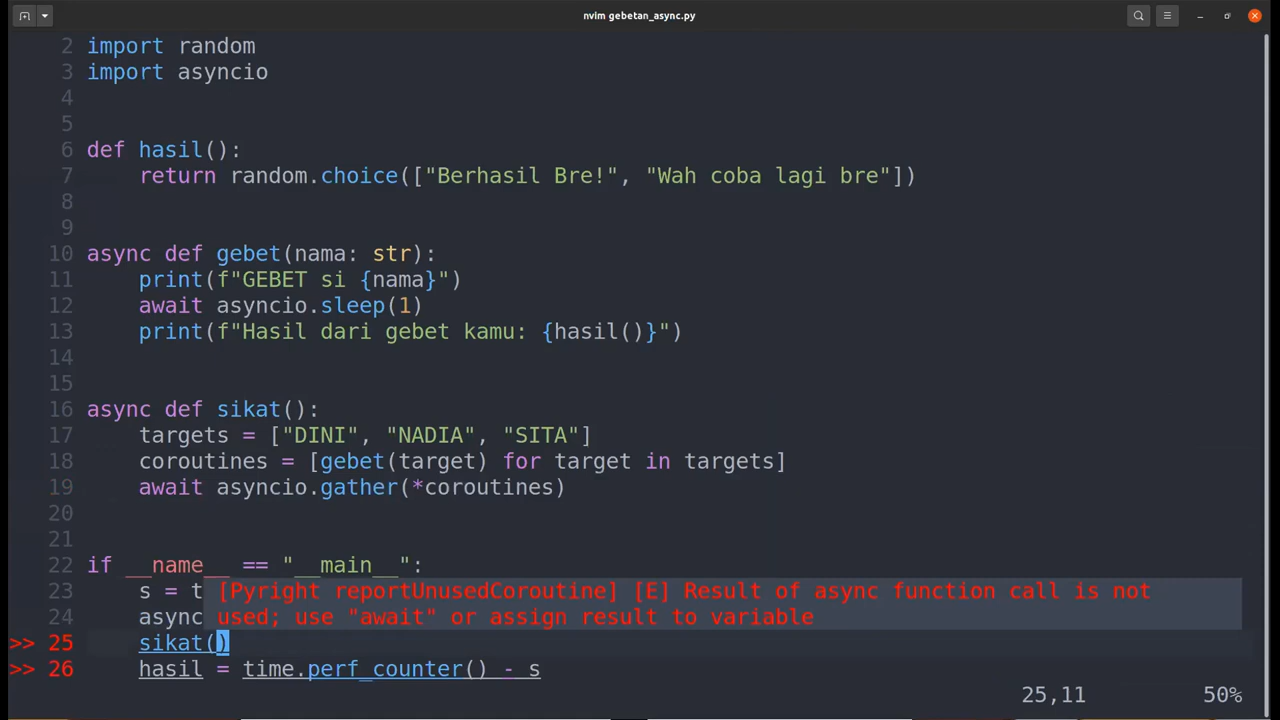 nvim gebetan_async.py
2 import random
3 import asyncio
4
5
6 def hasil():
7     return random.choice(["Berhasil Bre!", "Wah coba lagi bre"])
8
9
10 async def gebet(nama: str):
11     print(f"GEBET si {nama}")
12     await asyncio.sleep(1)
13     print(f"Hasil dari gebet kamu: {hasil()}")
14
15
16 async def sikat():
17     targets = ["DINI", "NADIA", "SITA"]
18     coroutines = [gebet(target) for target in targets]
19     await asyncio.gather(*coroutines)
20
21
22 if __name__ == "__main__":
23     s = t [Pyright reportUnusedCoroutine] [E] Result of async function call is not
24     async used; use "await" or assign result to variable
>> 25     sikat()
>> 26     hasil = time.perf_counter() - s
25,11 50%